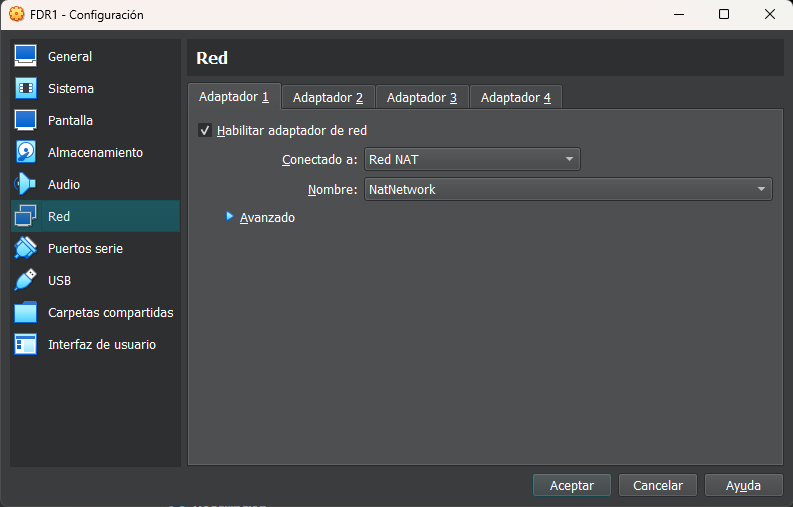 FDR1 - Configuración
General
Sistema
Pantalla
Almacenamiento
Audio
Red
Puertos serie
USB
Carpetas compartidas
Interfaz de usuario
Red
Adaptador 1
Adaptador 2
Adaptador 3
Adaptador 4
Habilitar adaptador de red
Conectado a: Red NAT
Nombre: NatNetwork
Avanzado
Aceptar
Cancelar
Ayuda